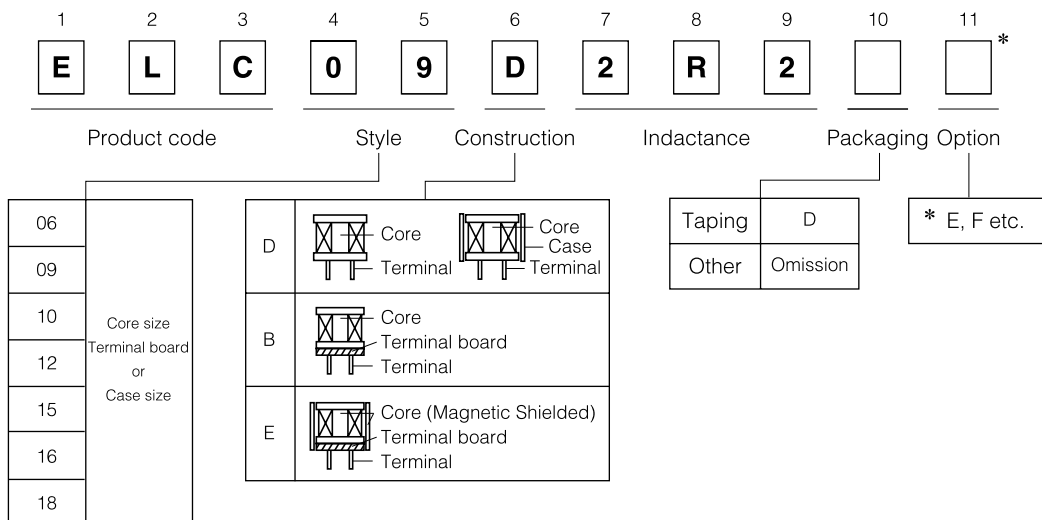 1 2 3 4 5 6 7 8 9 10 11
E L C 0 9 D 2 R 2 *
Product code Style Construction Indactance Packaging Option
06
09
10
12
15
16
18
Core size
Terminal board
or
Case size
D
Core
Terminal
Core
Case
Terminal
B
Core
Terminal board
Terminal
E
Core (Magnetic Shielded)
Terminal board
Terminal
Taping D
Other Omission
* E, F etc.